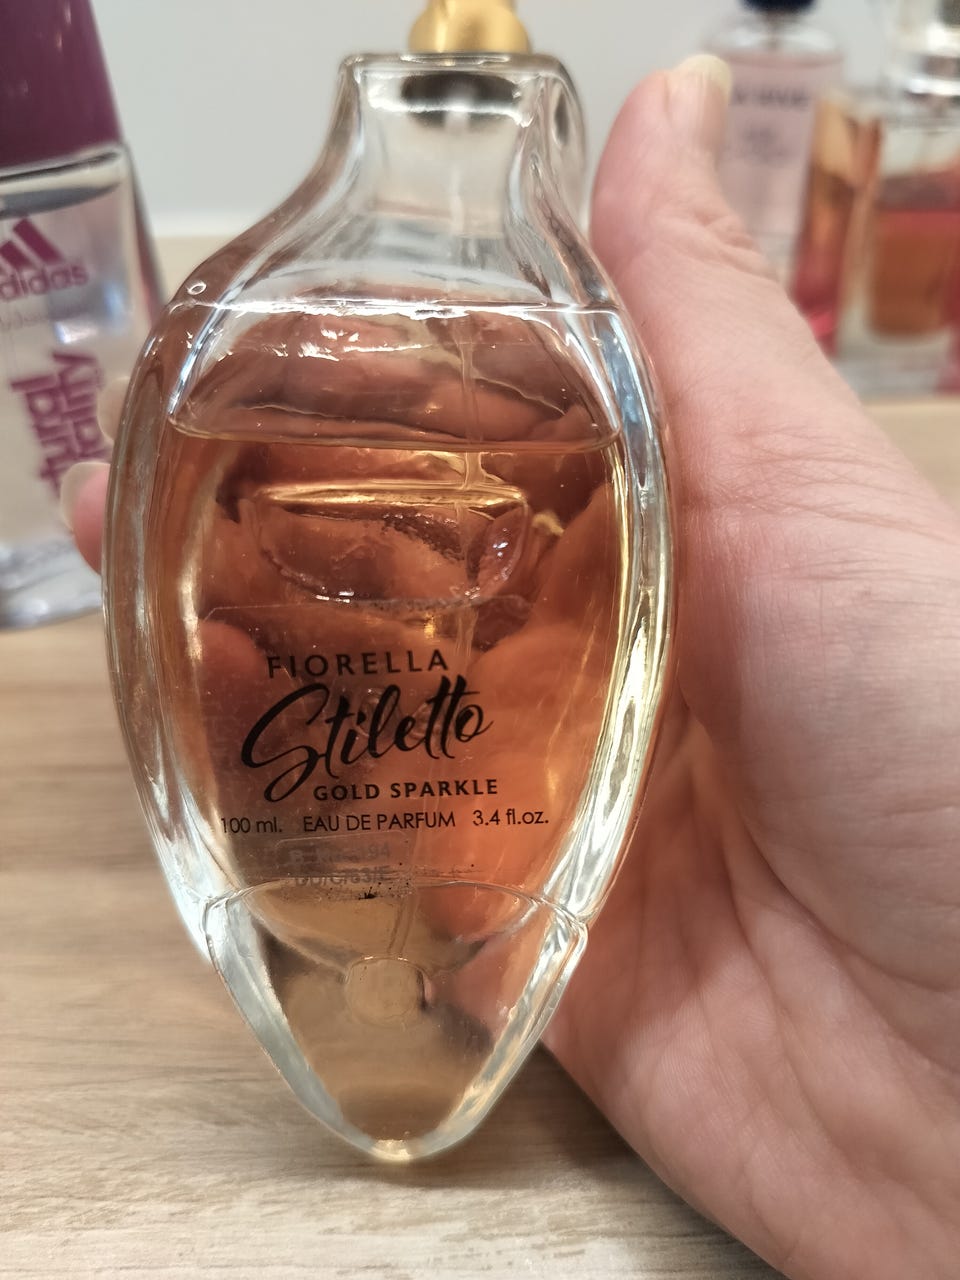 FIORELLA
Stiletto
GOLD SPARKLE
100 ml. EAU DE PARFUM 3.4 fl.oz.
adidas